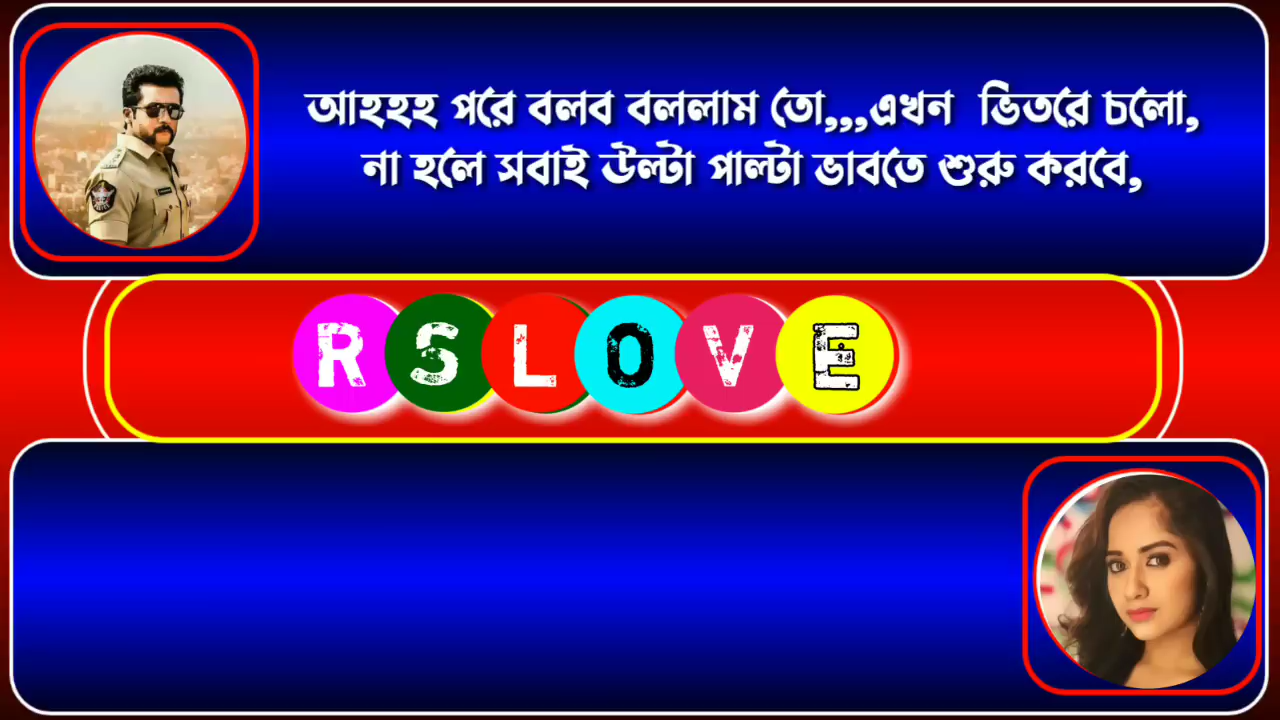 আহহহ পরে বলব বললাম তো,,,এখন ভিতরে চলো,
না হলে সবাই উল্টা পাল্টা ভাবতে শুরু করবে,
RSLOVE